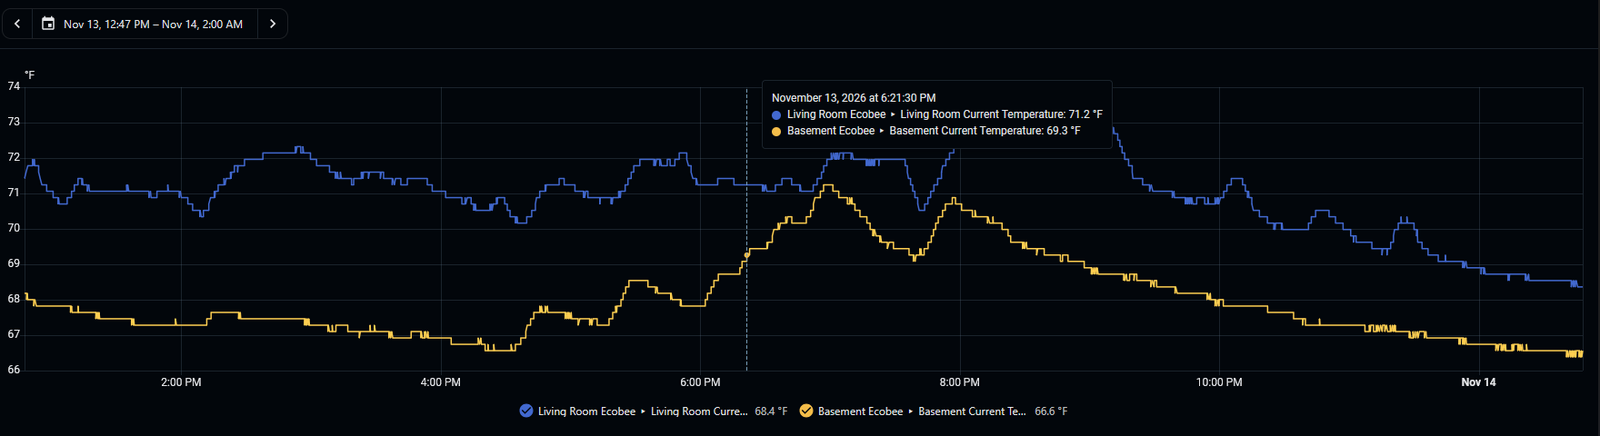 Nov 13, 12:47 PM – Nov 14, 2:00 AM
°F
74
73
72
71
70
69
68
67
66
November 13, 2026 at 6:21:30 PM
Living Room Ecobee ‣ Living Room Current Temperature: 71.2 °F
Basement Ecobee ‣ Basement Current Temperature: 69.3 °F
2:00 PM 4:00 PM 6:00 PM 8:00 PM 10:00 PM Nov 14
Living Room Ecobee ‣ Living Room Curre... 68.4 °F Basement Ecobee ‣ Basement Current Te... 66.6 °F